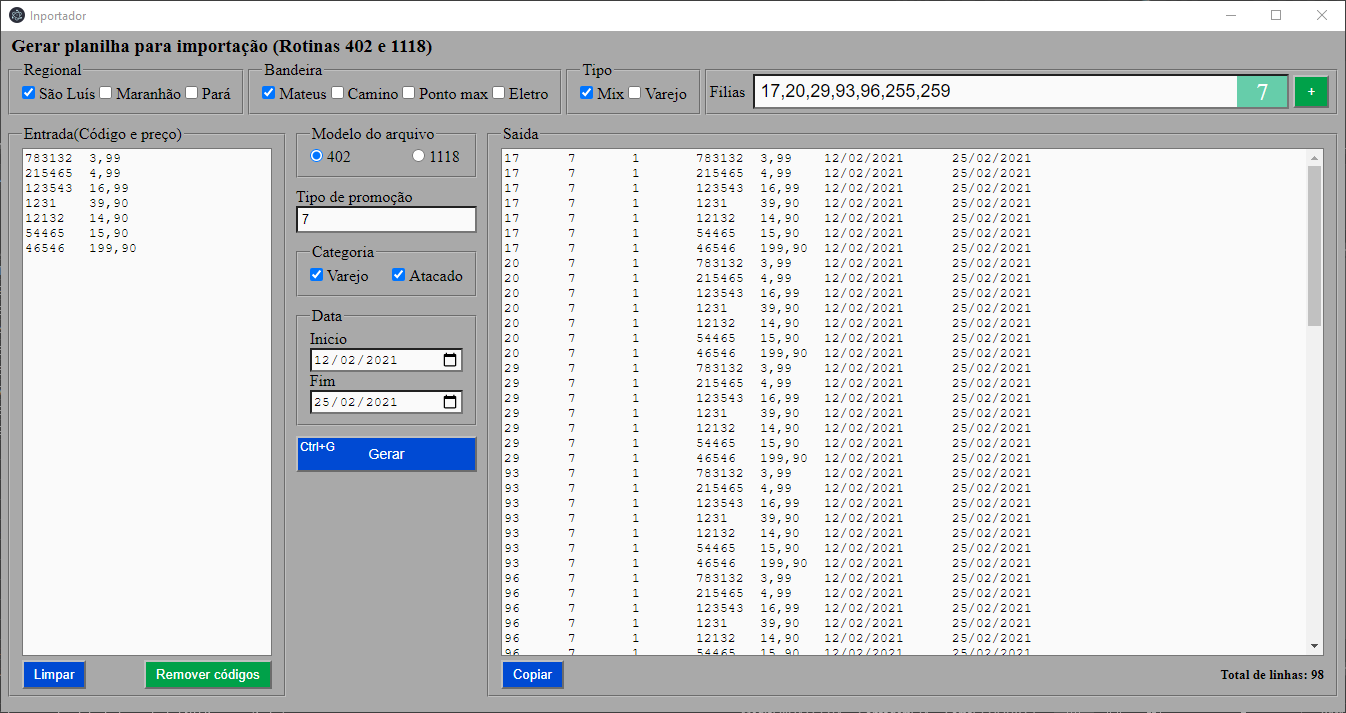 Inportador
Gerar planilha para importação (Rotinas 402 e 1118)
Regional
São Luís Maranhão Pará
Bandeira
Mateus Camino Ponto max Eletro
Tipo
Mix Varejo
Filias 17,20,29,93,96,255,259 7 +
Entrada(Código e preço)
783132 3,99
215465 4,99
123543 16,99
1231 39,90
12132 14,90
54465 15,90
46546 199,90
Limpar Remover códigos
Modelo do arquivo
402 1118
Tipo de promoção
7
Categoria
Varejo Atacado
Data
Inicio
12/02/2021
Fim
25/02/2021
Ctrl+G Gerar
Saida
17 7 1 783132 3,99 12/02/2021 25/02/2021
17 7 1 215465 4,99 12/02/2021 25/02/2021
17 7 1 123543 16,99 12/02/2021 25/02/2021
17 7 1 1231 39,90 12/02/2021 25/02/2021
17 7 1 12132 14,90 12/02/2021 25/02/2021
17 7 1 54465 15,90 12/02/2021 25/02/2021
17 7 1 46546 199,90 12/02/2021 25/02/2021
20 7 1 783132 3,99 12/02/2021 25/02/2021
20 7 1 215465 4,99 12/02/2021 25/02/2021
20 7 1 123543 16,99 12/02/2021 25/02/2021
20 7 1 1231 39,90 12/02/2021 25/02/2021
20 7 1 12132 14,90 12/02/2021 25/02/2021
20 7 1 54465 15,90 12/02/2021 25/02/2021
20 7 1 46546 199,90 12/02/2021 25/02/2021
29 7 1 783132 3,99 12/02/2021 25/02/2021
29 7 1 215465 4,99 12/02/2021 25/02/2021
29 7 1 123543 16,99 12/02/2021 25/02/2021
29 7 1 1231 39,90 12/02/2021 25/02/2021
29 7 1 12132 14,90 12/02/2021 25/02/2021
29 7 1 54465 15,90 12/02/2021 25/02/2021
29 7 1 46546 199,90 12/02/2021 25/02/2021
93 7 1 783132 3,99 12/02/2021 25/02/2021
93 7 1 215465 4,99 12/02/2021 25/02/2021
93 7 1 123543 16,99 12/02/2021 25/02/2021
93 7 1 1231 39,90 12/02/2021 25/02/2021
93 7 1 12132 14,90 12/02/2021 25/02/2021
93 7 1 54465 15,90 12/02/2021 25/02/2021
93 7 1 46546 199,90 12/02/2021 25/02/2021
96 7 1 783132 3,99 12/02/2021 25/02/2021
96 7 1 215465 4,99 12/02/2021 25/02/2021
96 7 1 123543 16,99 12/02/2021 25/02/2021
96 7 1 1231 39,90 12/02/2021 25/02/2021
96 7 1 12132 14,90 12/02/2021 25/02/2021
96 7 1 54465 15,90 12/02/2021 25/02/2021
Copiar Total de linhas: 98